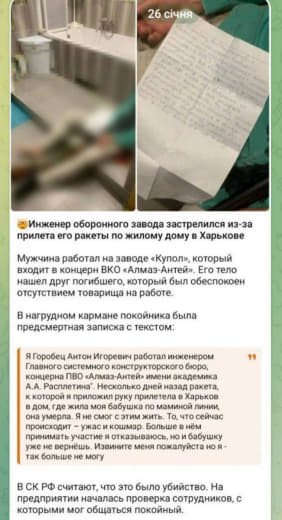 26 січня
Инженер оборонного завода застрелился из-за
прилета его ракеты по жилому дому в Харькове
Мужчина работал на заводе «Купол», который
входит в концерн ВКО «Алмаз-Антей». Его тело
нашел друг погибшего, который был обеспокоен
отсутствием товарища на работе.
В нагрудном кармане покойника была
предсмертная записка с текстом:
Я Горобец Антон Игоревич работал инженером
Главного системного конструкторского бюро,
концерна ПВО «Алмаз-Антей» имени академика
А.А. Расплетина". Несколько дней назад ракета,
к которой я приложил руку прилетела в Харьков
в дом, где жила моя бабушка по маминой линии,
она умерла. Я не смог с этим жить. То, что сейчас
происходит – ужас и кошмар. Больше в нём
принимать участие я отказываюсь, но и бабушку
уже не вернёшь. Извините меня пожалуйста но я -
так больше не могу
В СК РФ считают, что это было убийство. На
предприятии началась проверка сотрудников, с
которыми мог общаться покойный.